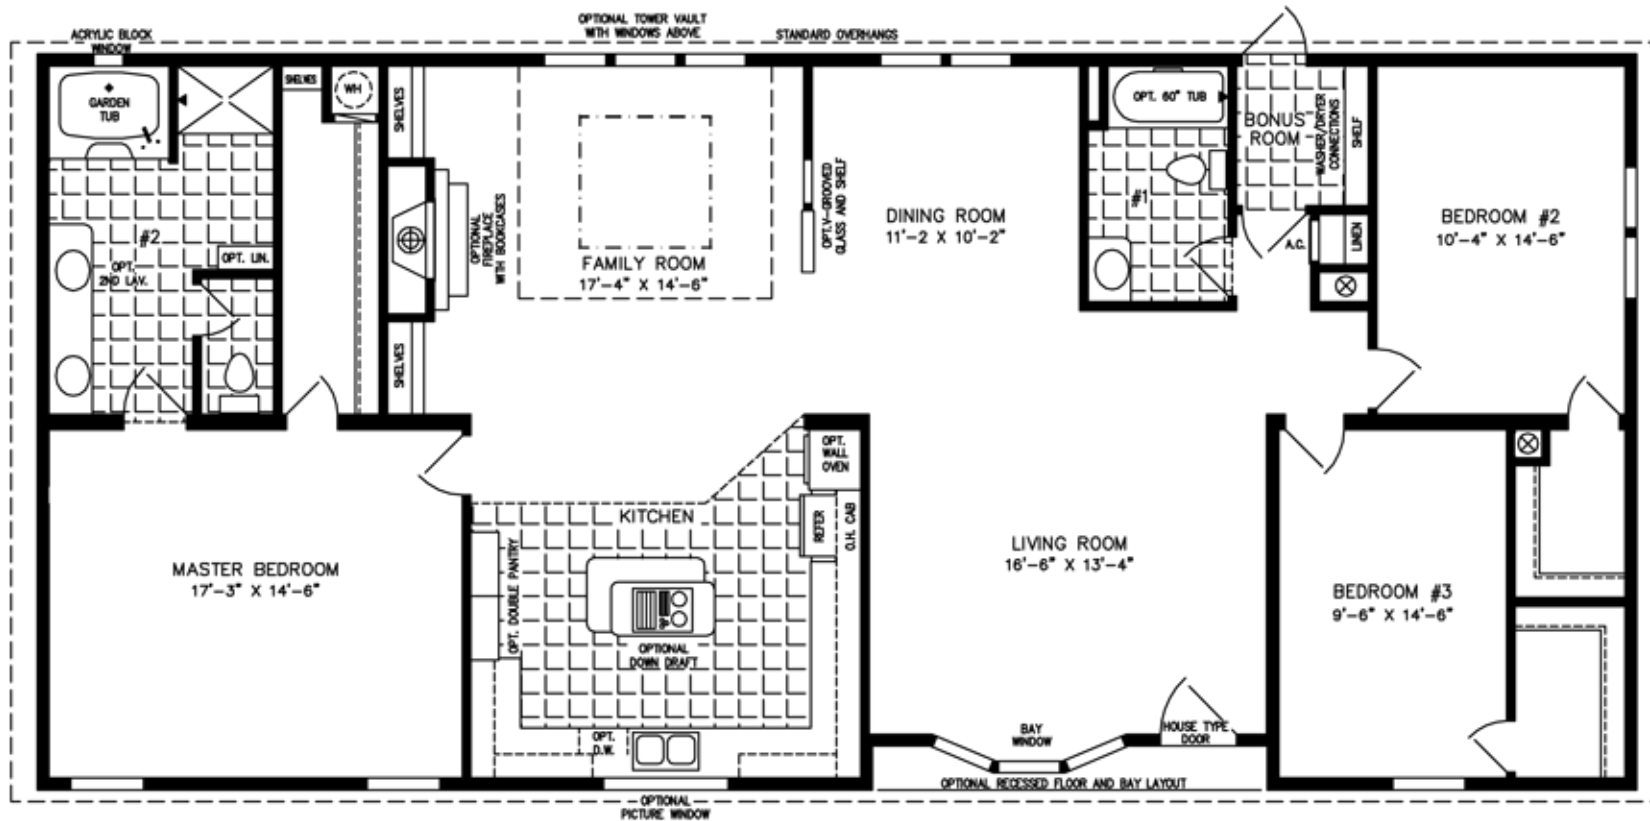 OPTIONAL TOWER VAULT
WITH WINDOWS ABOVE
STANDARD OVERHANGS
ACRYLIC BLOCK
WINDOW
GARDEN
TUB
SHELVES
WH
SHELVES
OPT. 60" TUB
BONUS
ROOM
WASHER/DRYER
CONNECTIONS
SHELF
#2
OPT.
2ND LAV.
OPT. LIN.
OPTIONAL
FIREPLACE
WITH BOOKCASES
FAMILY ROOM
17'-4" X 14'-6"
OPT.V-GROOVED
GLASS AND SHELF
DINING ROOM
11'-2 X 10'-2"
#1
A.C.
LINEN
BEDROOM #2
10'-4" X 14'-6"
SHELVES
OPT.
WALL
OVEN
KITCHEN
REFER
O.H. CAB
MASTER BEDROOM
17'-3" X 14'-6"
OPT. DOUBLE PANTRY
OPTIONAL
DOWN DRAFT
LIVING ROOM
16'-6" X 13'-4"
BEDROOM #3
9'-6" X 14'-6"
OPT.
D.W.
BAY
WINDOW
HOUSE TYPE
DOOR
OPTIONAL RECESSED FLOOR AND BAY LAYOUT
OPTIONAL
PICTURE WINDOW